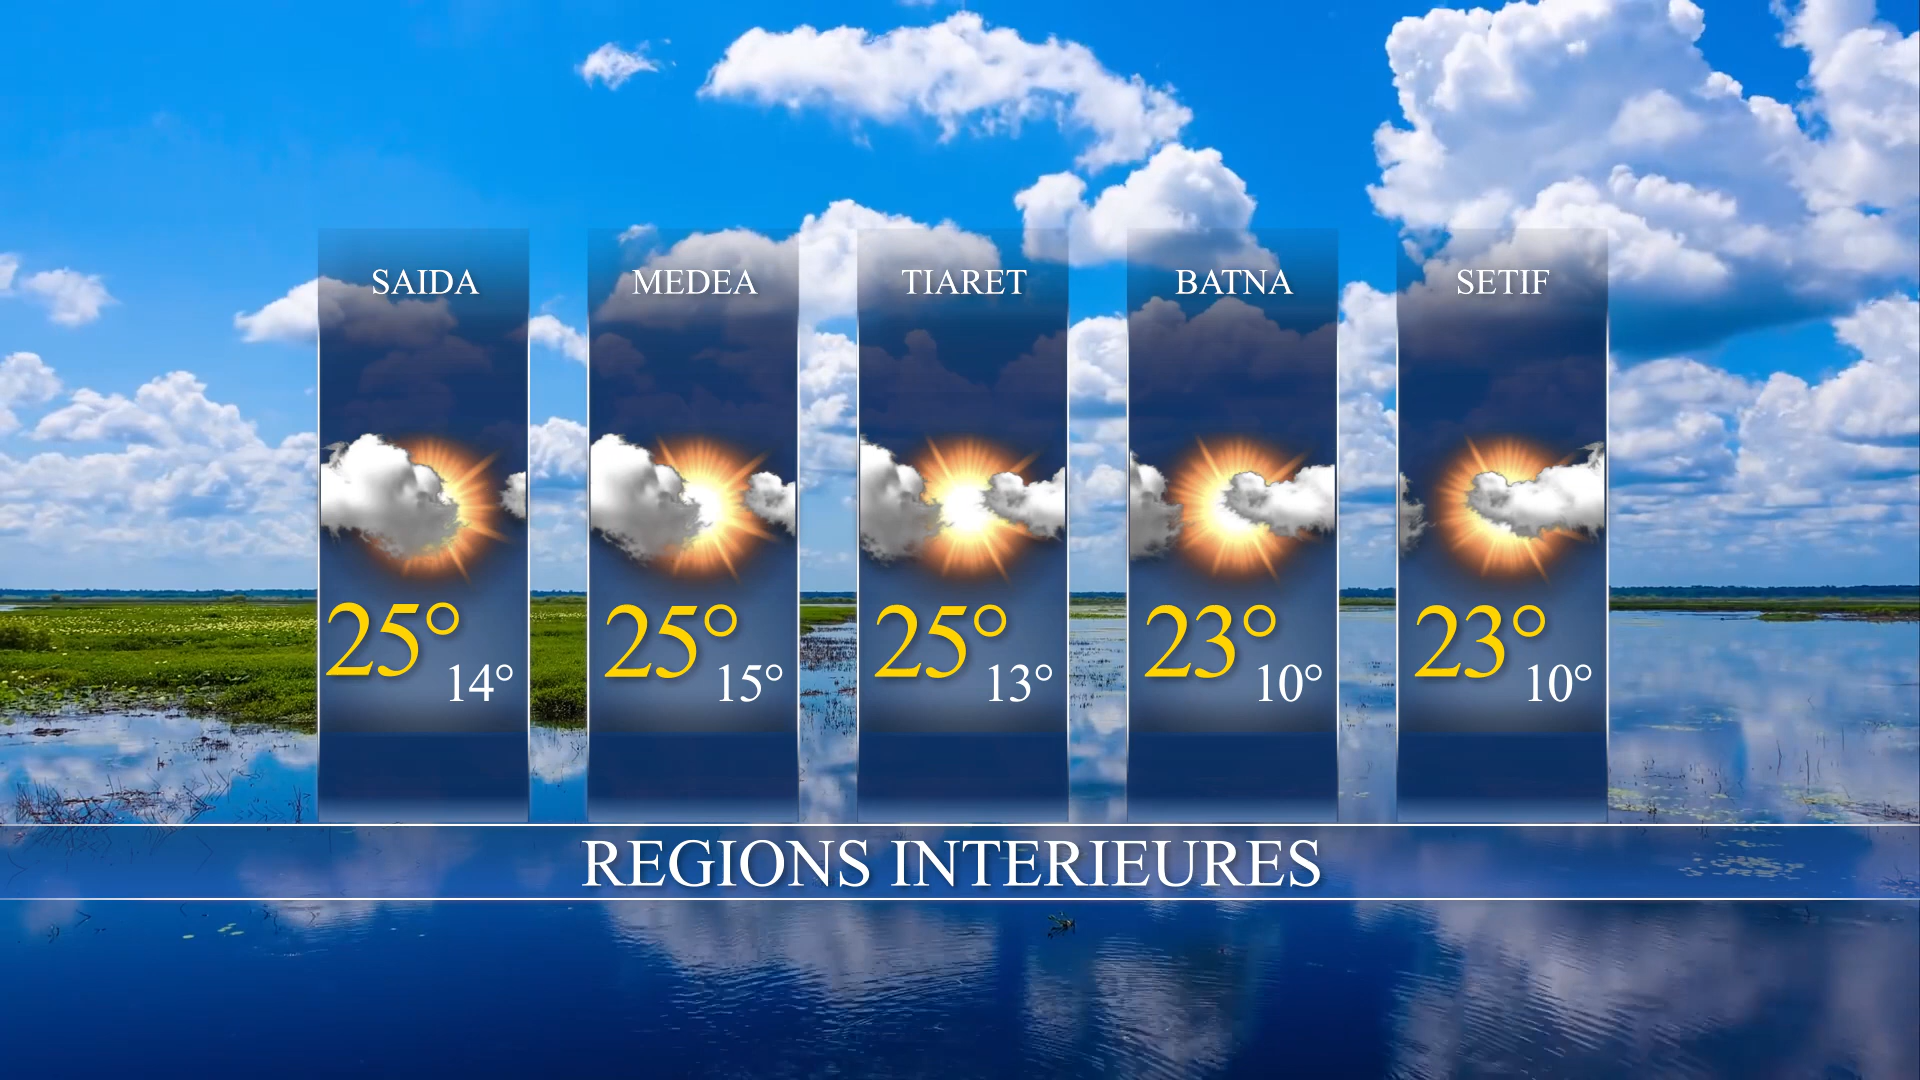 SAIDA
MEDEA
TIARET
BATNA
SETIF
25° 14°
25° 15°
25° 13°
23° 10°
23° 10°
REGIONS INTERIEURES